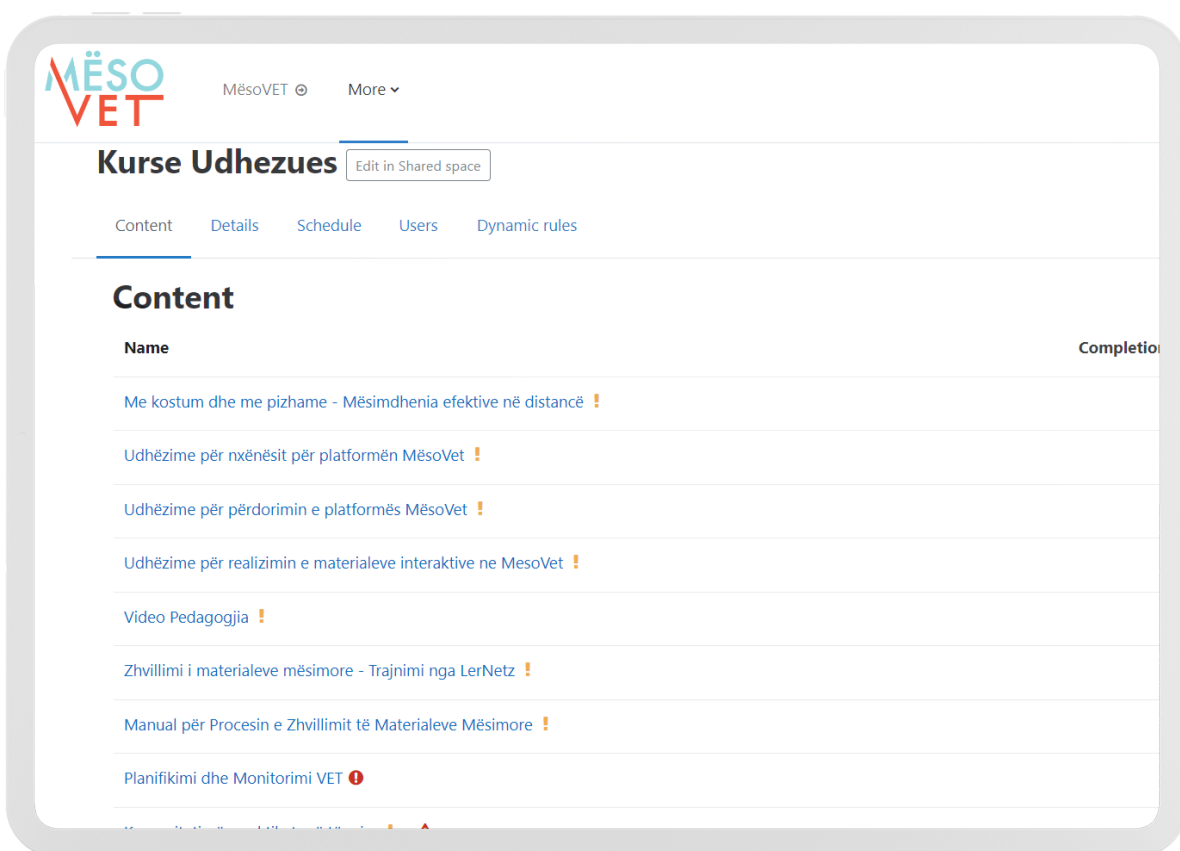 MËSO
VET
MësoVET More
Kurse Udhezues Edit in Shared space
Content Details Schedule Users Dynamic rules
Content
Name Completion
Me kostum dhe me pizhame - Mësimdhenia efektive në distancë !
Udhëzime për nxënësit për platformën MësoVet !
Udhëzime për përdorimin e platformës MësoVet !
Udhëzime për realizimin e materialeve interaktive ne MesoVet !
Video Pedagogjia !
Zhvillimi i materialeve mësimore - Trajnimi nga LerNetz !
Manual për Procesin e Zhvillimit të Materialeve Mësimore !
Planifikimi dhe Monitorimi VET !